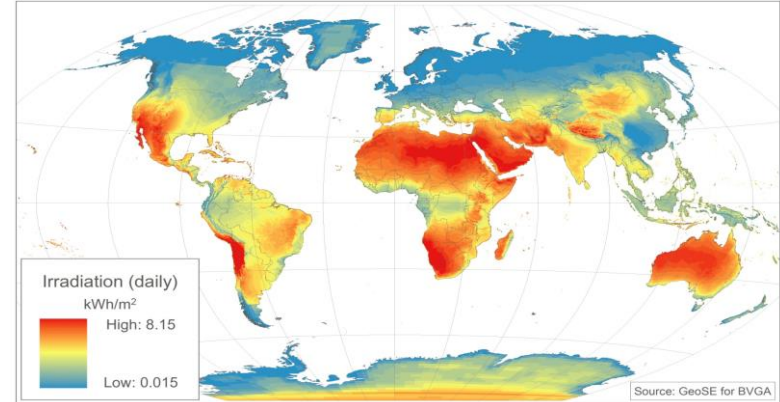 Irradiation (daily)
kWh/m²
High: 8.15
Low: 0.015
Source: GeoSE for BVGA